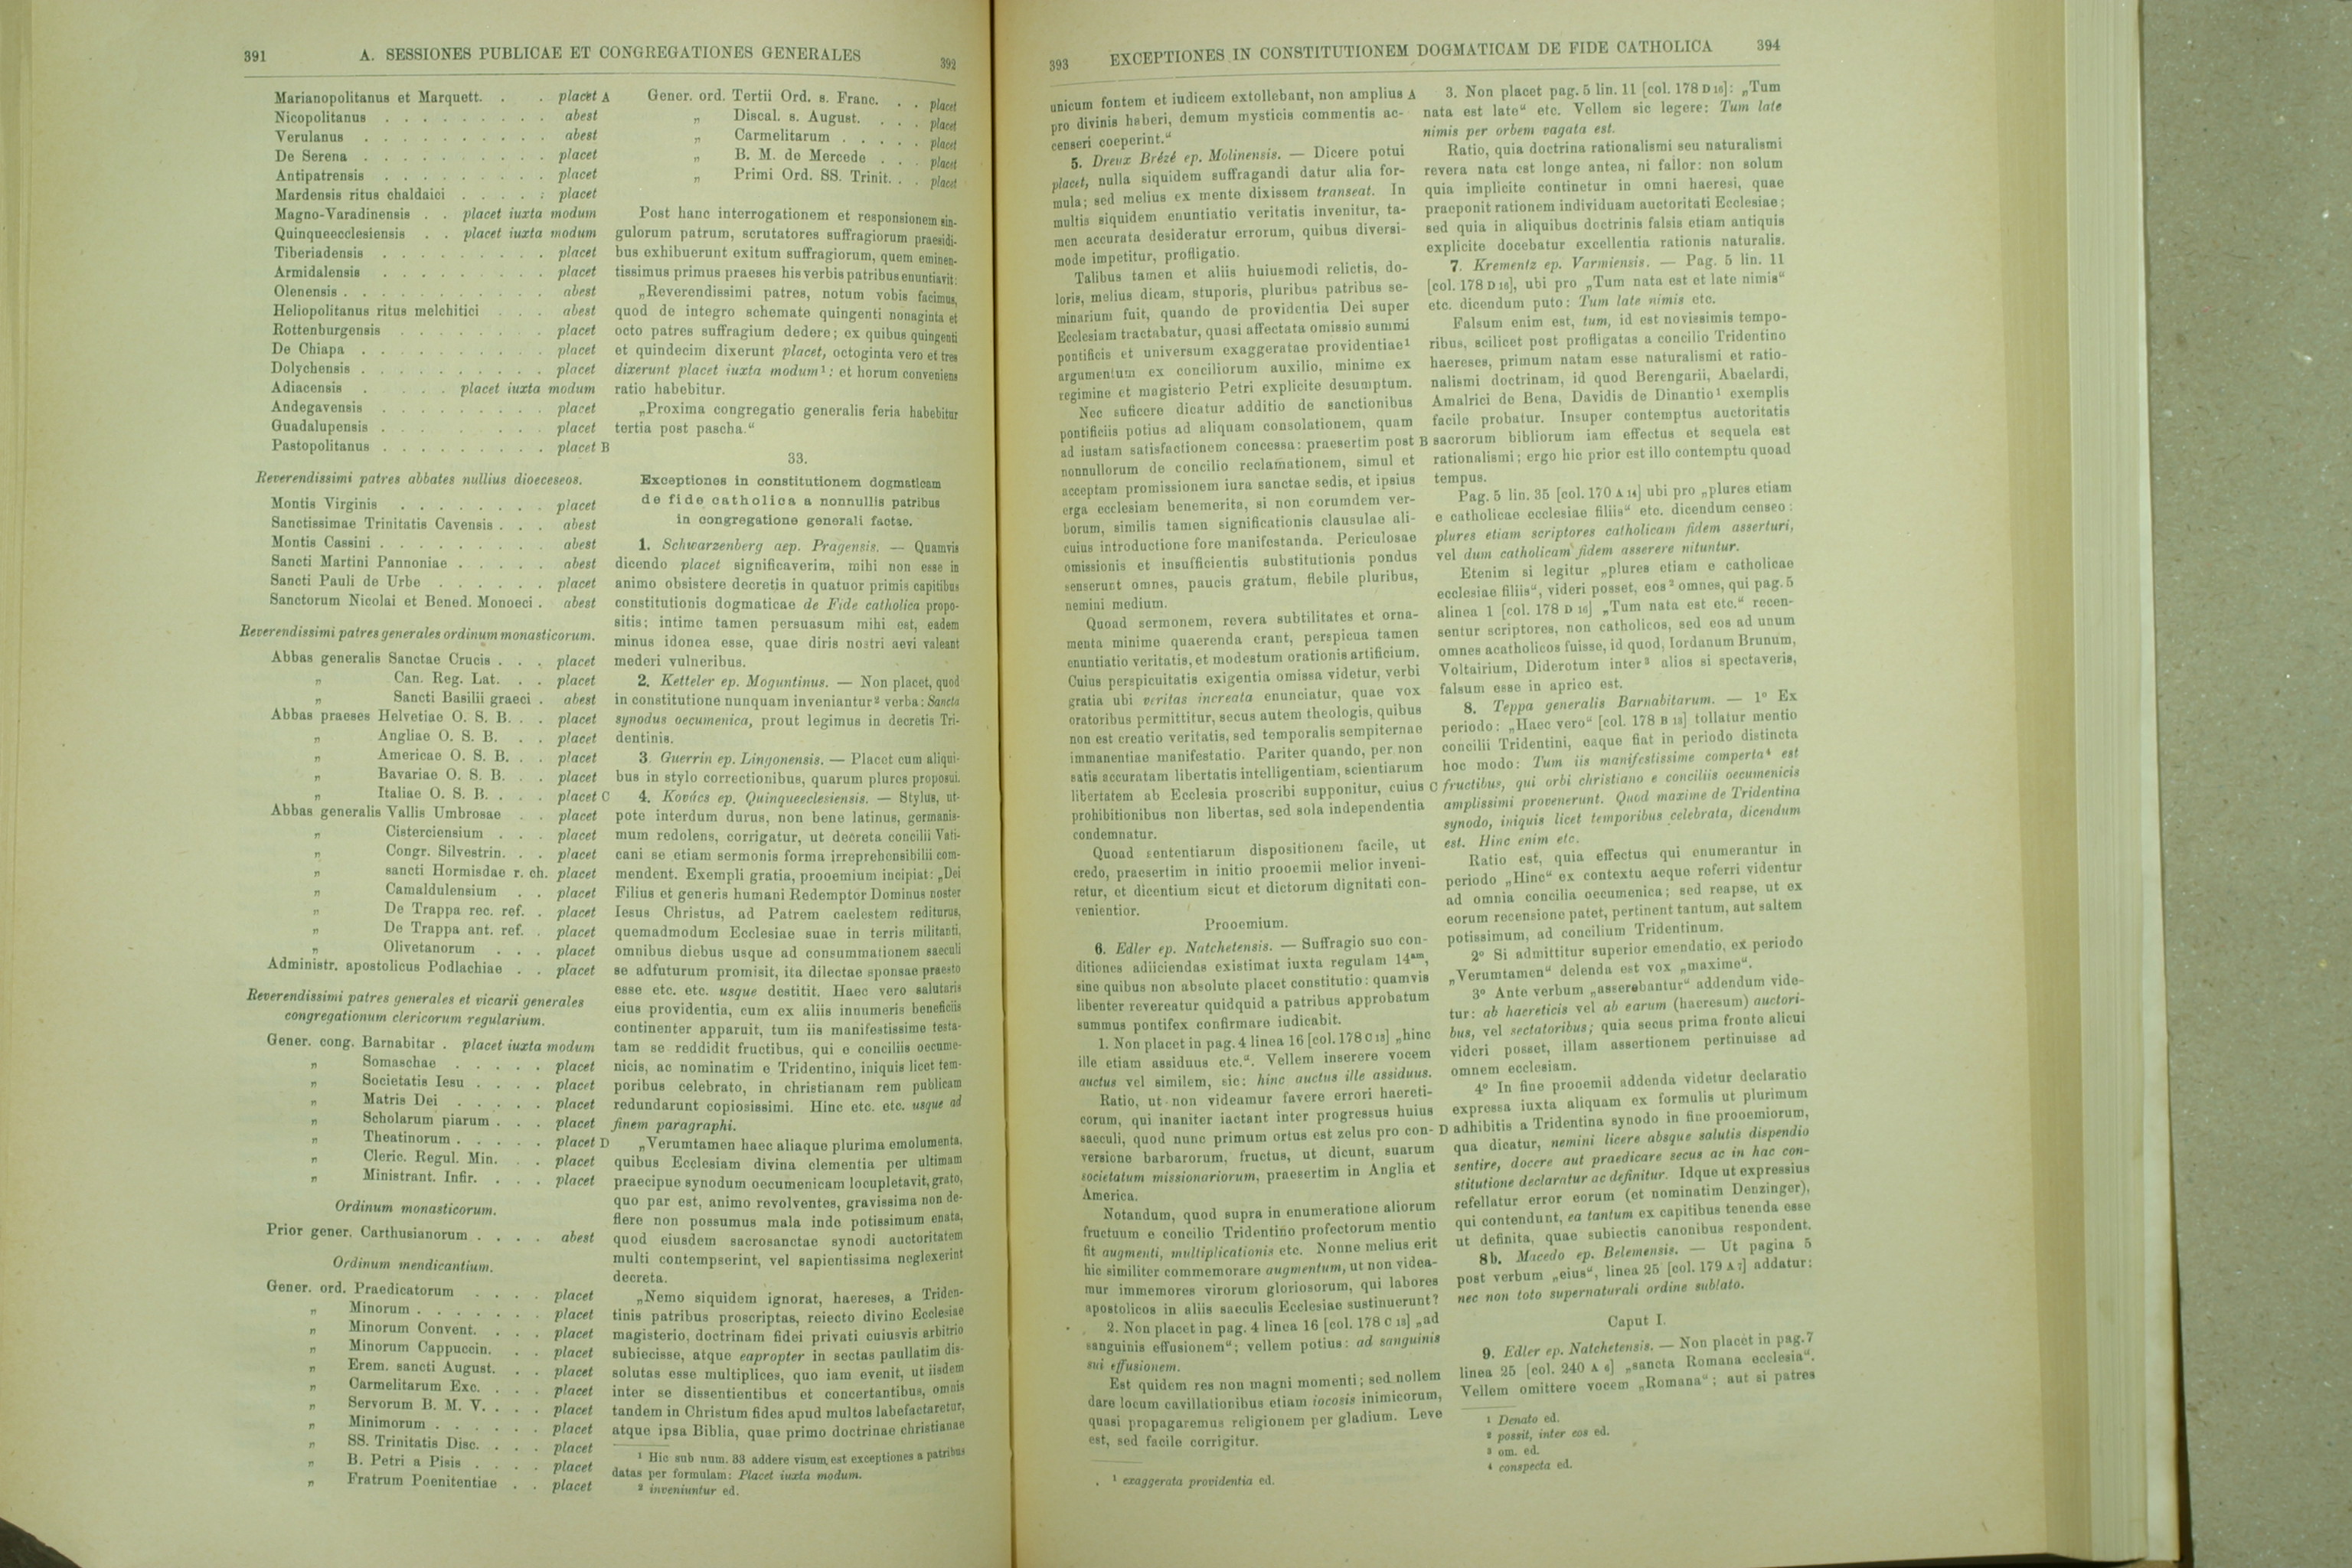 391 A. SESSIONES PUBLICAE ET CONGREGATIONES GENERALES 392
Marianopolitanus et Marquett. . . placet A
Nicopolitanus . . . . . . . . . abest
Verulanus . . . . . . . . . . abest
De Serena . . . . . . . . . . placet
Antipatrensis . . . . . . . . . placet
Mardensis ritus chaldaici . . . . : placet
Magno-Varadinensis . . placet iuxta modum
Quinqueecclesiensis . . placet iuxta modum
Tiberiadensis . . . . . . . . . placet
Armidalensis . . . . . . . . . placet
Olenensis . . . . . . . . . . . abest
Heliopolitanus ritus melchitici . . . abest
Rottenburgensis . . . . . . . . placet
De Chiapa . . . . . . . . . . placet
Dolychensis . . . . . . . . . . placet
Adiacensis . . . . placet iuxta modum
Andegavensis . . . . . . . . . placet
Guadalupensis . . . . . . . . . placet
Pastopolitanus . . . . . . . . . placet B
Reverendissimi patres abbates nullius dioeceseos.
Montis Virginis . . . . . . . . placet
Sanctissimae Trinitatis Cavensis . . . abest
Montis Cassini . . . . . . . . . abest
Sancti Martini Pannoniae . . . . . abest
Sancti Pauli de Urbe . . . . . . placet
Sanctorum Nicolai et Bened. Monoeci . abest
Reverendissimi patres generales ordinum monasticorum.
Abbas generalis Sanctae Crucis . . . placet
„ Can. Reg. Lat. . . placet
„ Sancti Basilii graeci . abest
Abbas praeses Helvetiae O. S. B. . . placet
„ Angliae O. S. B. . . placet
„ Americae O. S. B. . . placet
„ Bavariae O. S. B. . . placet
„ Italiae O. S. B. . . . placet C
Abbas generalis Vallis Umbrosae . . placet
„ Cisterciensium . . . placet
„ Congr. Silvestrin. . . placet
„ sancti Hormisdae r. ch. placet
„ Camaldulensium . . placet
„ De Trappa rec. ref. . placet
„ De Trappa ant. ref. . placet
„ Olivetanorum . . . placet
Administr. apostolicus Podlachiae . . placet
Reverendissimi patres generales et vicarii generales
congregationum clericorum regularium.
Gener. cong. Barnabitar . placet iuxta modum
„ Somaschae . . . . . placet
„ Societatis Iesu . . . . placet
„ Matris Dei . . . . . placet
„ Scholarum piarum . . . placet
„ Theatinorum . . . . . placet D
„ Cleric. Regul. Min. . . placet
„ Ministrant. Infir. . . . placet
Ordinum monasticorum.
Prior gener. Carthusianorum . . . . abest
Ordinum mendicantium.
Gener. ord. Praedicatorum . . . . placet
„ Minorum . . . . . . placet
„ Minorum Convent. . . . placet
„ Minorum Cappuccin. . . placet
„ Erem. sancti August. . . placet
„ Carmelitarum Exc. . . . placet
„ Servorum B. M. V. . . . placet
„ Minimorum . . . . . placet
„ SS. Trinitatis Disc. . . . placet
„ B. Petri a Pisis . . . . placet
„ Fratrum Poenitentiae . . placet
Gener. ord. Tertii Ord. s. Franc. . . placet
„ Discal. s. August. . . . placet
„ Carmelitarum . . . . . placet
„ B. M. de Mercede . . . placet
„ Primi Ord. SS. Trinit. . . placet
Post hanc interrogationem et responsionem sin-
gulorum patrum, scrutatores suffragiorum praesidi-
bus exhibuerunt exitum suffragiorum, quem eminen-
tissimus primus praeses his verbis patribus enuntiavit:
„Reverendissimi patres, notum vobis facimus,
quod de integro schemate quingenti nonaginta et
octo patres suffragium dedere; ex quibus quingenti
et quindecim dixerunt placet, octoginta vero et tres
dixerunt placet iuxta modum¹: et horum conveniens
ratio habebitur.
„Proxima congregatio generalis feria habebitur
tertia post pascha.“
33.
Exceptiones in constitutionem dogmaticam
de fide catholica a nonnullis patribus
in congregatione generali factae.
1. Schwarzenberg aep. Pragensis. — Quamvis
dicendo placet significaverim, mihi non esse in
animo obsistere decretis in quatuor primis capitibus
constitutionis dogmaticae de Fide catholica propo-
sitis; intime tamen persuasum mihi est, eadem
minus idonea esse, quae diris nostri aevi valeant
mederi vulneribus.
2. Ketteler ep. Moguntinus. — Non placet, quod
in constitutione nunquam inveniantur² verba: Sancta
synodus oecumenica, prout legimus in decretis Tri-
dentinis.
3 Guerrin ep. Lingonensis. — Placet cum aliqui-
bus in stylo correctionibus, quarum plures proposui.
4. Kovács ep. Quinqueeclesiensis. — Stylus, ut-
pote interdum durus, non bene latinus, germanis-
mum redolens, corrigatur, ut decreta concilii Vati-
cani se etiam sermonis forma irreprehensibilii com-
mendent. Exempli gratia, prooemium incipiat: „Dei
Filius et generis humani Redemptor Dominus noster
Iesus Christus, ad Patrem caelestem rediturus,
quemadmodum Ecclesiae suae in terris militanti,
omnibus diebus usque ad consummationem saeculi
se adfuturum promisit, ita dilectae sponsae praesto
esse etc. etc. usque destitit. Haec vero salutaris
eius providentia, cum ex aliis innumeris beneficiis
continenter apparuit, tum iis manifestissime testa-
tam se reddidit fructibus, qui e conciliis oecume-
nicis, ac nominatim e Tridentino, iniquis licet tem-
poribus celebrato, in christianam rem publicam
redundarunt copiosissimi. Hinc etc. etc. usque ad
finem paragraphi.
„Verumtamen haec aliaque plurima emolumenta,
quibus Ecclesiam divina clementia per ultimam
praecipue synodum oecumenicam locupletavit, grato,
quo par est, animo revolventes, gravissima non de-
flere non possumus mala inde potissimum enata,
quod eiusdem sacrosanctae synodi auctoritatem
multi contempserint, vel sapientissima neglexerint
decreta.
„Nemo siquidem ignorat, haereses, a Triden-
tinis patribus proscriptas, reiecto divino Ecclesiae
magisterio, doctrinam fidei privati cuiusvis arbitrio
subiecisse, atque eapropter in sectas paullatim dis-
solutas esse multiplices, quo iam evenit, ut iisdem
inter se dissentientibus et concertantibus, omnis
tandem in Christum fides apud multos labefactaretur,
atque ipsa Biblia, quae primo doctrinae christianae
¹ Hic sub num. 33 addere visum est exceptiones a patribus
datas per formulam: Placet iuxta modum.
² inveniuntur ed.
393 EXCEPTIONES IN CONSTITUTIONEM DOGMATICAM DE FIDE CATHOLICA 394
unicum fontem et iudicem extollebant, non amplius A
pro divinis haberi, demum mysticis commentis ac-
censeri coeperint.“
5. Dreux Brézé ep. Molinensis. — Dicere potui
placet, nulla siquidem suffragandi datur alia for-
mula; sed melius ex mente dixissem transeat. In
multis siquidem enuntiatio veritatis invenitur, ta-
men accurata desideratur errorum, quibus diversi-
mode impetitur, profligatio.
Talibus tamen et aliis huiusmodi relictis, do-
loris, melius dicam, stuporis, pluribus patribus se-
minarium fuit, quando de providentia Dei super
Ecclesiam tractabatur, quasi affectata omissio summi
pontificis et universum exaggeratae providentiae¹
argumentum ex conciliorum auxilio, minime ex
regimine et magisterio Petri explicite desumptum.
Nec suficere dicatur additio de sanctionibus
pontificiis potius ad aliquam consolationem, quam
ad iustam satisfactionem concessa: praesertim post B
nonnullorum de concilio reclamationem, simul et
acceptam promissionem iura sanctae sedis, et ipsius
erga ecclesiam benemerita, si non eorumdem ver-
borum, similis tamen significationis clausulae ali-
cuius introductione fore manifestanda. Periculosae
omissionis et insufficientis substitutionis pondus
senserunt omnes, paucis gratum, flebile pluribus,
nemini medium.
Quoad sermonem, revera subtilitates et orna-
menta minime quaerenda erant, perspicua tamen
enuntiatio veritatis, et modestum orationis artificium.
Cuius perspicuitatis exigentia omissa videtur, verbi
gratia ubi veritas increata enunciatur, quae vox
oratoribus permittitur, secus autem theologis, quibus
non est creatio veritatis, sed temporalis sempiternae
immanentiae manifestatio. Pariter quando, per non
satis accuratam libertatis intelligentiam, scientiarum
libertatem ab Ecclesia proscribi supponitur, cuius C
prohibitionibus non libertas, sed sola independentia
condemnatur.
Quoad sententiarum dispositionem facile, ut
credo, praesertim in initio prooemii melior inveni-
retur, et dicentium sicut et dictorum dignitati con-
venientior.
Prooemium.
6. Edler ep. Natchetensis. — Suffragio suo con-
ditiones adiiciendas existimat iuxta regulam 14ᵃᵐ,
sine quibus non absolute placet constitutio: quamvis
libenter revereatur quidquid a patribus approbatum
summus pontifex confirmare iudicabit.
1. Non placet in pag. 4 linea 16 [col. 178 C 13] „hinc
ille etiam assiduus etc.“. Vellem inserere vocem
auctus vel similem, sic: hinc auctus ille assiduus.
Ratio, ut non videamur favere errori haereti-
corum, qui inaniter iactant inter progressus huius
saeculi, quod nunc primum ortus est zelus pro con- D
versione barbarorum, fructus, ut dicunt, suarum
societatum missionariorum, praesertim in Anglia et
America.
Notandum, quod supra in enumeratione aliorum
fructuum e concilio Tridentino profectorum mentio
fit augmenti, multiplicationis etc. Nonne melius erit
hic similiter commemorare augmentum, ut non videa-
mur immemores virorum gloriosorum, qui labores
apostolicos in aliis saeculis Ecclesiae sustinuerunt?
2. Non placet in pag. 4 linea 16 [col. 178 C 13] „ad
sanguinis effusionem“; vellem potius: ad sanguinis
sui effusionem.
Est quidem res non magni momenti; sed nollem
dare locum cavillationibus etiam iocosis inimicorum,
quasi propagaremus religionem per gladium. Leve
est, sed facile corrigitur.
¹ exaggerata providentia ed.
3. Non placet pag. 5 lin. 11 [col. 178 D 16]: „Tum
nata est late“ etc. Vellem sic legere: Tum late
nimis per orbem vagata est.
Ratio, quia doctrina rationalismi seu naturalismi
revera nata est longe antea, ni fallor: non solum
quia implicite continetur in omni haeresi, quae
praeponit rationem individuam auctoritati Ecclesiae;
sed quia in aliquibus doctrinis falsis etiam antiquis
explicite docebatur excellentia rationis naturalis.
7. Krementz ep. Varmiensis. — Pag. 5 lin. 11
[col. 178 D 16], ubi pro „Tum nata est et late nimis“
etc. dicendum puto: Tum late nimis etc.
Falsum enim est, tum, id est novissimis tempo-
ribus, scilicet post profligatas a concilio Tridentino
haereses, primum natam esse naturalismi et ratio-
nalismi doctrinam, id quod Berengarii, Abaelardi,
Amalrici de Bena, Davidis de Dinantio¹ exemplis
facile probatur. Insuper contemptus auctoritatis
sacrorum bibliorum iam effectus et sequela est
rationalismi; ergo hic prior est illo contemptu quoad
tempus.
Pag. 5 lin. 35 [col. 170 A 14] ubi pro „plures etiam
e catholicae ecclesiae filiis“ etc. dicendum censeo:
plures etiam scriptores catholicam fidem asserturi,
vel dum catholicam fidem asserere nituntur.
Etenim si legitur „plures etiam e catholicae
ecclesiae filiis“, videri posset, eos² omnes, qui pag. 5
alinea 1 [col. 178 D 16] „Tum nata est etc.“ recen-
sentur scriptores, non catholicos, sed eos ad unum
omnes acatholicos fuisse, id quod, Iordanum Brunum,
Voltairium, Diderotum inter³ alios si spectaveris,
falsum esse in aprico est.
8. Teppa generalis Barnabitarum. — 1° Ex
periodo: „Haec vero“ [col. 178 B 13] tollatur mentio
concilii Tridentini, eaque fiat in periodo distincta
hoc modo: Tum iis manifestissime comperta⁴ est
fructibus, qui orbi christiano e conciliis oecumenicis
amplissimi provenerunt. Quod maxime de Tridentina
synodo, iniquis licet temporibus celebrata, dicendum
est. Hinc enim etc.
Ratio est, quia effectus qui enumerantur in
periodo „Hinc“ ex contextu aeque referri videntur
ad omnia concilia oecumenica; sed reapse, ut ex
eorum recensione patet, pertinent tantum, aut saltem
potissimum, ad concilium Tridentinum.
2° Si admittitur superior emendatio, ex periodo
„Verumtamen“ delenda est vox „maxime“.
3° Ante verbum „asserebantur“ addendum vide-
tur: ab haereticis vel ab earum (haeresum) auctori-
bus, vel sectatoribus; quia secus prima fronte alicui
videri posset, illam assertionem pertinuisse ad
omnem ecclesiam.
4° In fine prooemii addenda videtur declaratio
expressa iuxta aliquam ex formulis ut plurimum
adhibitis a Tridentina synodo in fine prooemiorum,
qua dicatur, nemini licere absque salutis dispendio
sentire, docere aut praedicare secus ac in hac con-
stitutione declaratur ac definitur. Idque ut expressius
refellatur error eorum (et nominatim Denzinger),
qui contendunt, ea tantum ex capitibus tenenda esse
ut definita, quae subiectis canonibus respondent.
8b. Macedo ep. Belemensis. — Ut pagina 5
post verbum „eius“, linea 25 [col. 179 A 7] addatur:
nec non toto supernaturali ordine sublato.
Caput I.
9. Edler ep. Natchetensis. — Non placet in pag. 7
linea 25 [col. 240 A 6] „sancta Romana ecclesia“.
Vellem omittere vocem „Romana“; aut si patres
¹ Denato ed.
² possit, inter eos ed.
³ om. ed.
⁴ conspecta ed.